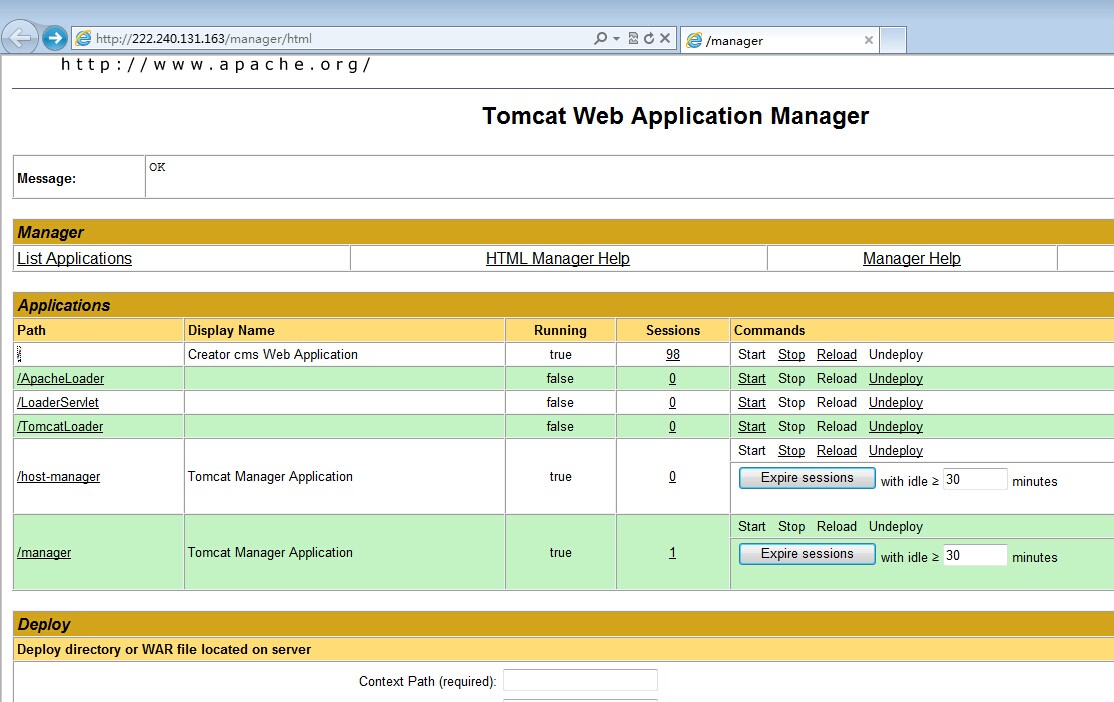 http://222.240.131.163/manager/html
/manager
http://www.apache.org/
Tomcat Web Application Manager
Message: OK
Manager
List Applications HTML Manager Help Manager Help
Applications
Path Display Name Running Sessions Commands
/ Creator cms Web Application true 98 Start Stop Reload Undeploy
/ApacheLoader false 0 Start Stop Reload Undeploy
/LoaderServlet false 0 Start Stop Reload Undeploy
/TomcatLoader false 0 Start Stop Reload Undeploy
Start Stop Reload Undeploy
/host-manager Tomcat Manager Application true 0 Expire sessions with idle ≥ 30 minutes
Start Stop Reload Undeploy
/manager Tomcat Manager Application true 1 Expire sessions with idle ≥ 30 minutes
Deploy
Deploy directory or WAR file located on server
Context Path (required):